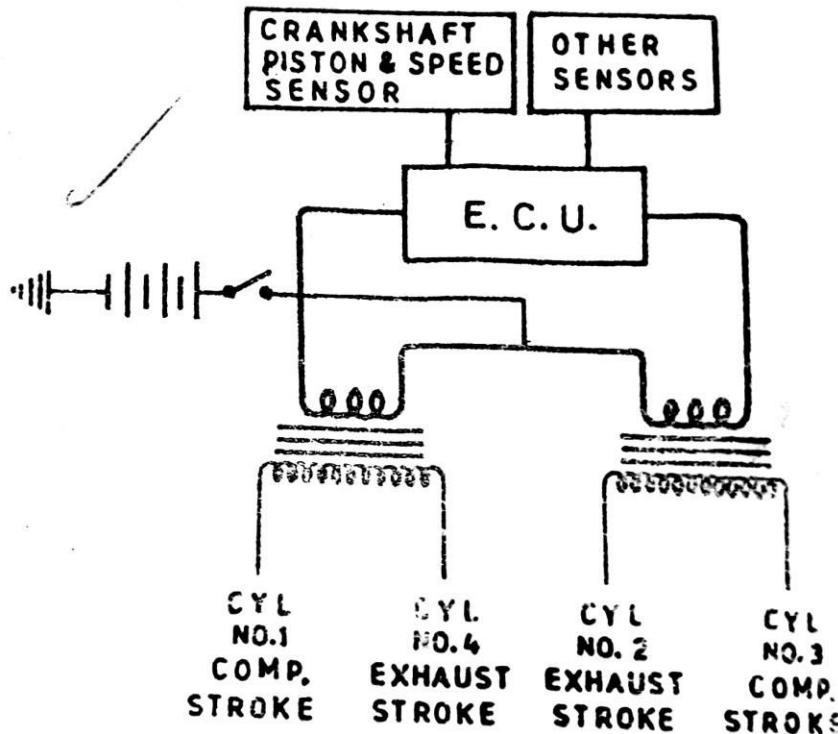 CRANKSHAFT
PISTON & SPEED
SENSOR
OTHER
SENSORS
E. C. U.
CYL
NO.1
COMP.
STROKE
CYL
NO.4
EXHAUST
STROKE
CYL
NO. 2
EXHAUST
STROKE
CYL
NO.3
COMP.
STROKE